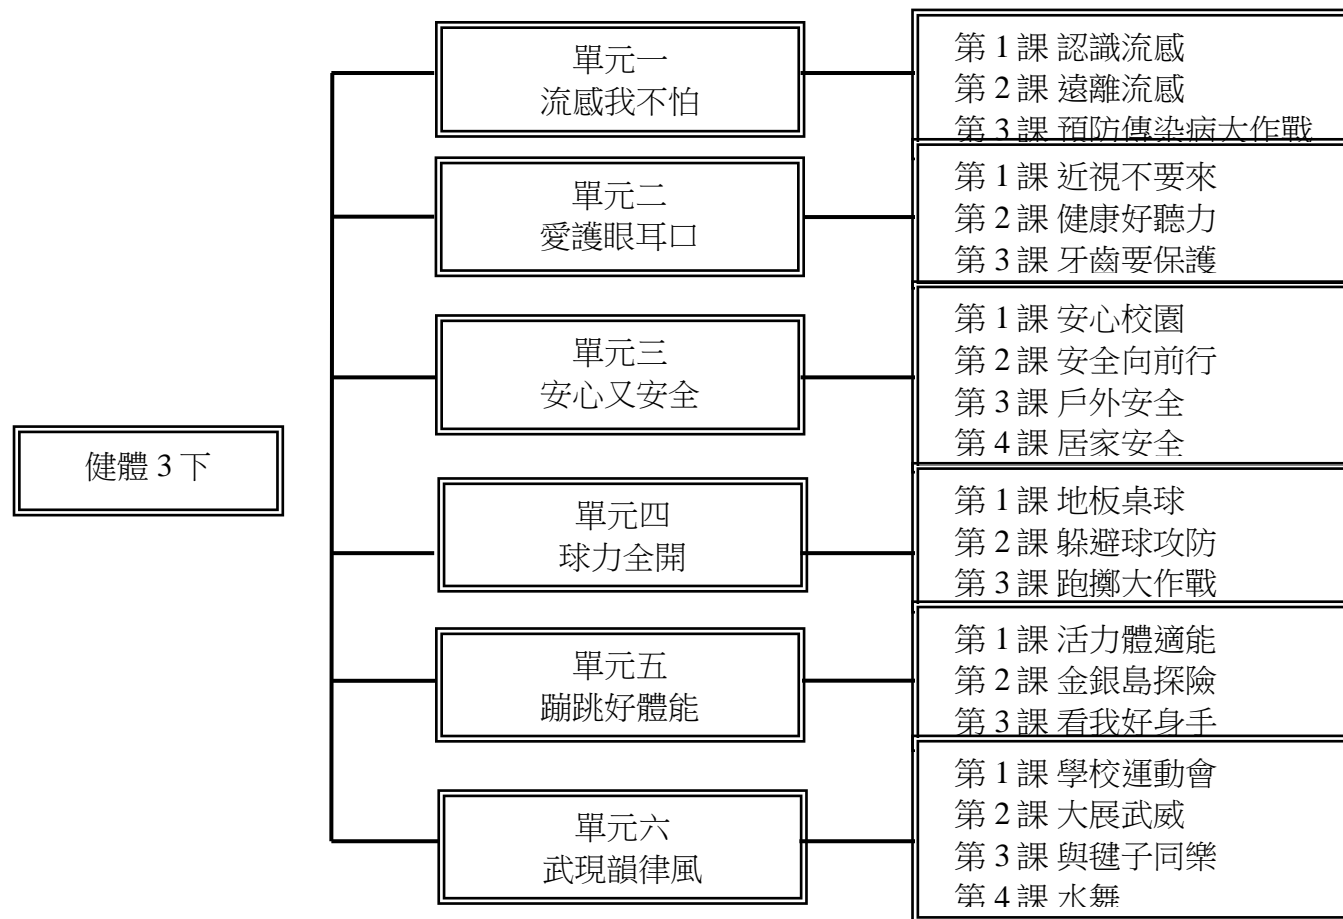 健體 3 下
單元一
流感我不怕
第 1 課 認識流感
第 2 課 遠離流感
第 3 課 預防傳染病大作戰
單元二
愛護眼耳口
第 1 課 近視不要來
第 2 課 健康好聽力
第 3 課 牙齒要保護
單元三
安心又安全
第 1 課 安心校園
第 2 課 安全向前行
第 3 課 戶外安全
第 4 課 居家安全
單元四
球力全開
第 1 課 地板桌球
第 2 課 躲避球攻防
第 3 課 跑擲大作戰
單元五
蹦跳好體能
第 1 課 活力體適能
第 2 課 金銀島探險
第 3 課 看我好身手
單元六
武現韻律風
第 1 課 學校運動會
第 2 課 大展武威
第 3 課 與毽子同樂
第 4 課 水舞